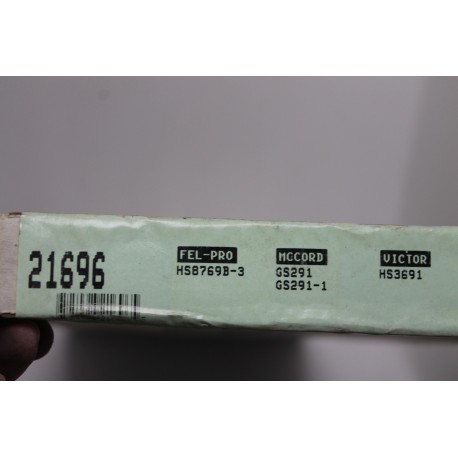 21696
FEL-PRO
HS8769B-3
MCCORD
GS291
GS291-1
VICTOR
HS3691